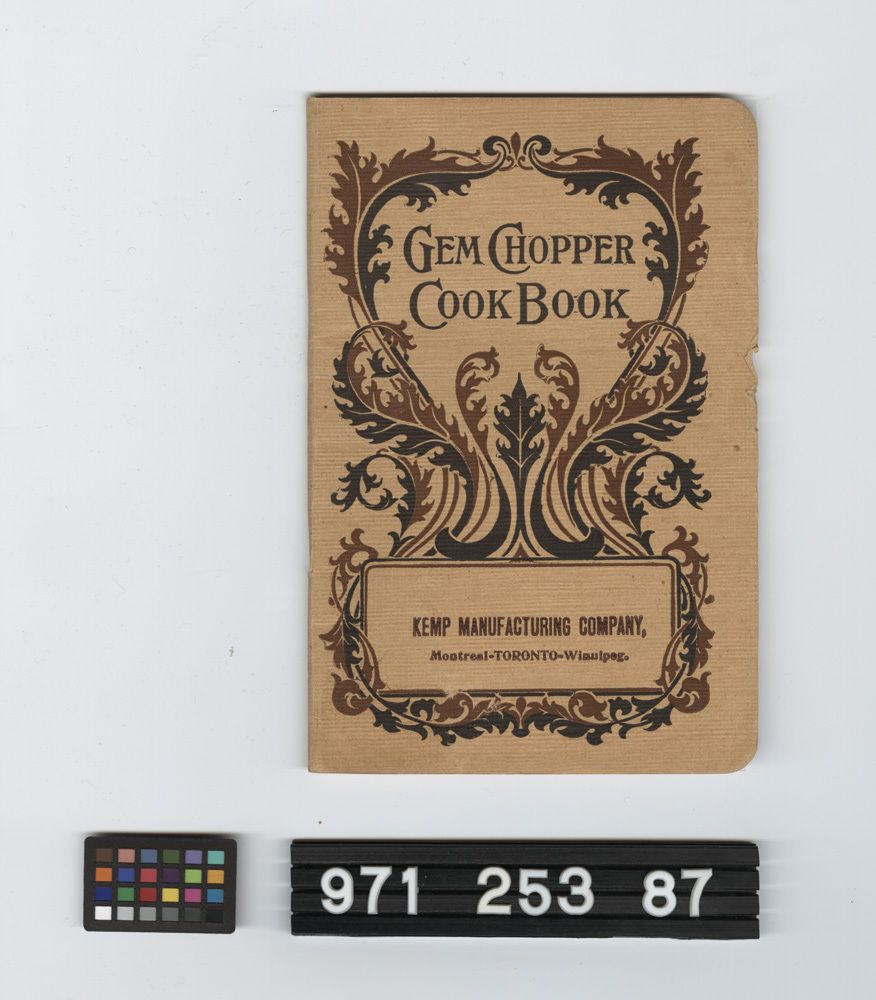 GEM CHOPPER
COOK BOOK
KEMP MANUFACTURING COMPANY,
Montreal-TORONTO-Winnipeg.
971 253 87